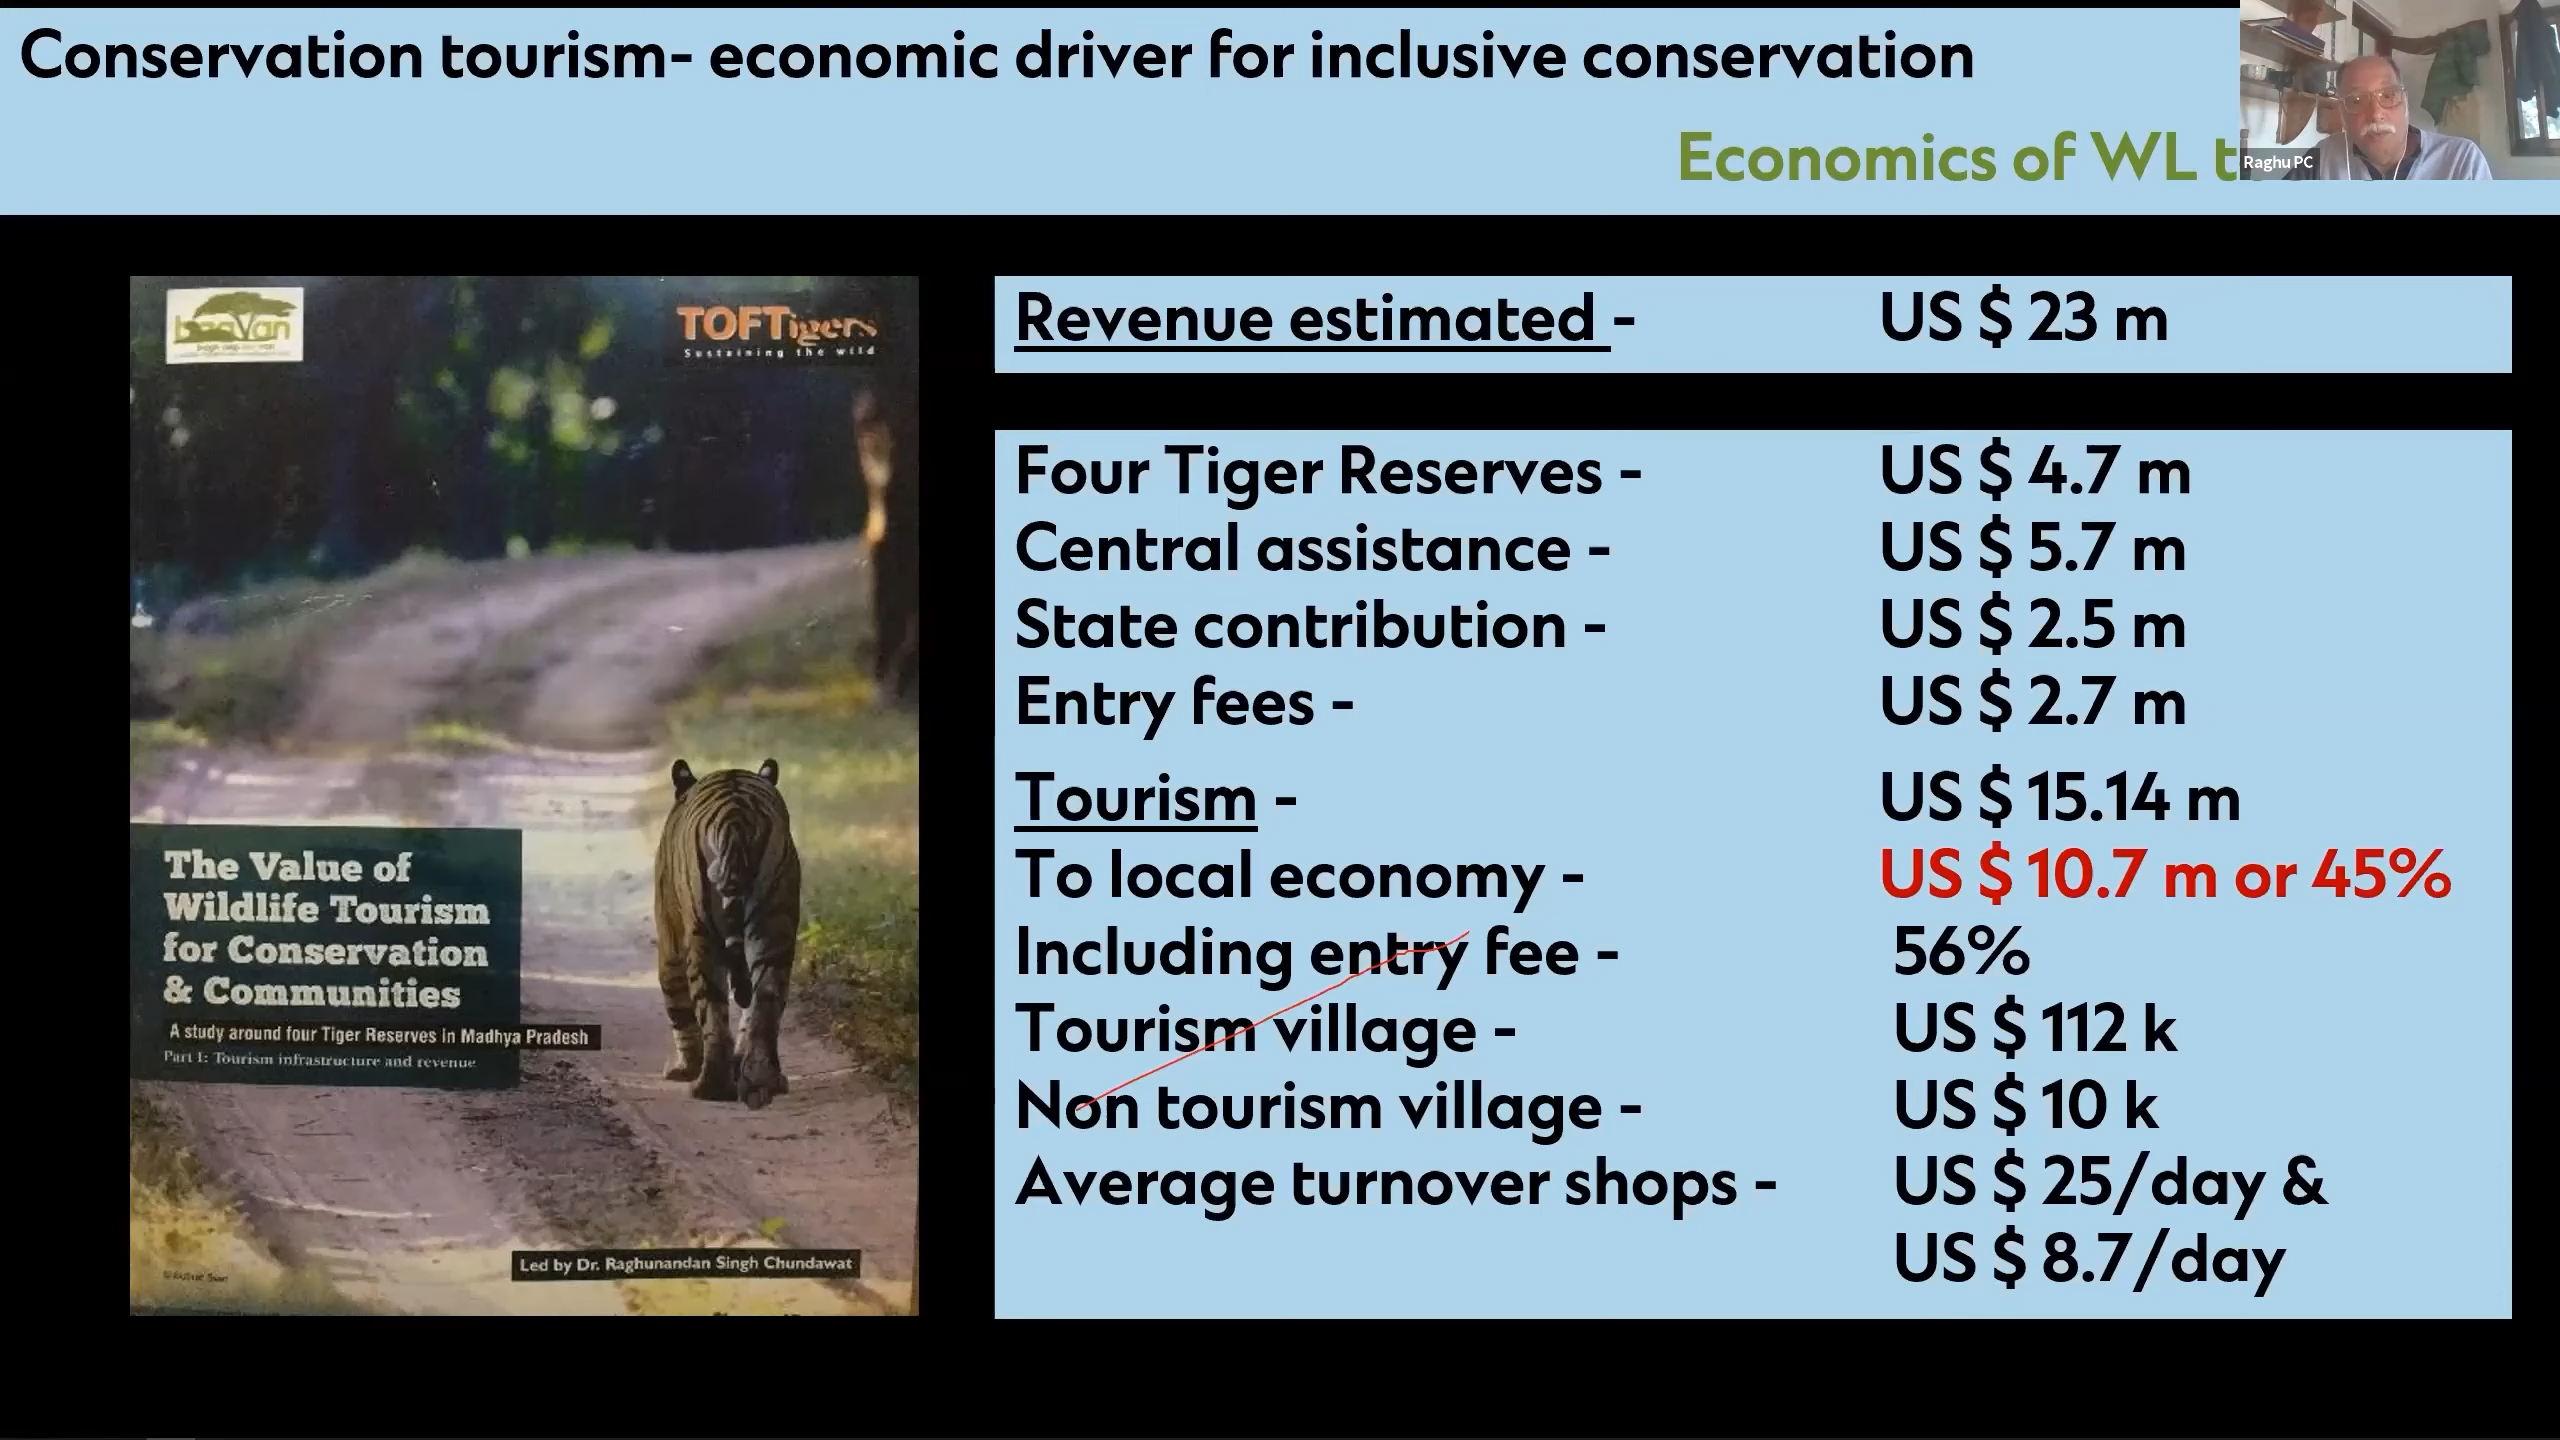 Conservation tourism- economic driver for inclusive conservation
Economics of WL
Raghu PC
TOFTigers
Sustaining the wild
The Value of
Wildlife Tourism
for Conservation
& Communities
A study around four Tiger Reserves in Madhya Pradesh
Part 1: Tourism infrastructure and revenue
Led by Dr. Raghunandan Singh Chundawat
Revenue estimated - US $ 23 m
Four Tiger Reserves - US $ 4.7 m
Central assistance - US $ 5.7 m
State contribution - US $ 2.5 m
Entry fees - US $ 2.7 m
Tourism - US $ 15.14 m
To local economy - US $ 10.7 m or 45%
Including entry fee - 56%
Tourism village - US $ 112 k
Non tourism village - US $ 10 k
Average turnover shops - US $ 25/day &
US $ 8.7/day